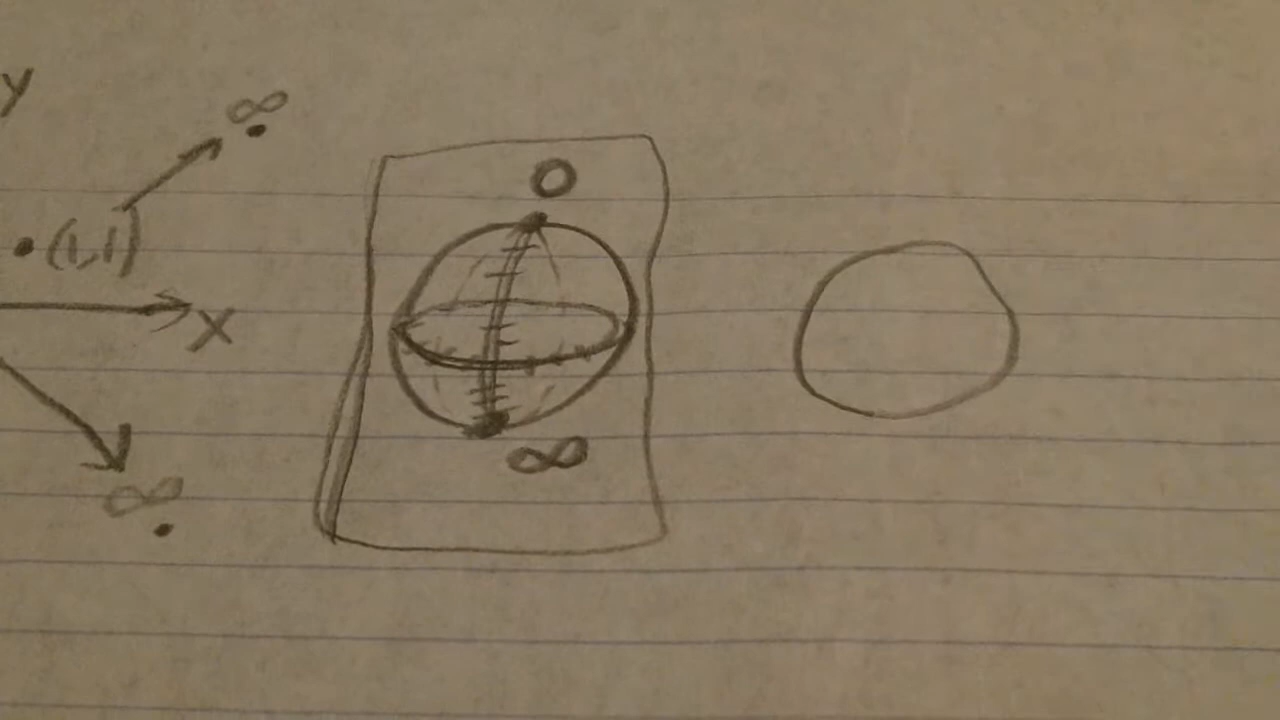 y
∞
(1,1)
x
∞
0
∞